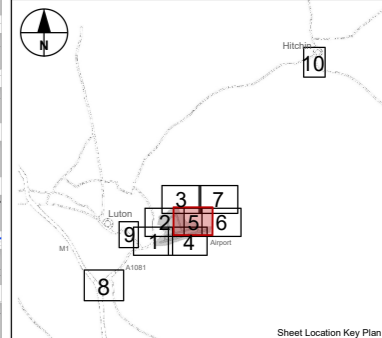 N
Hitchin
10
3 7
Luton
2 5 6
9
1 4
Airport
M1
A1081
8
Sheet Location Key Plan